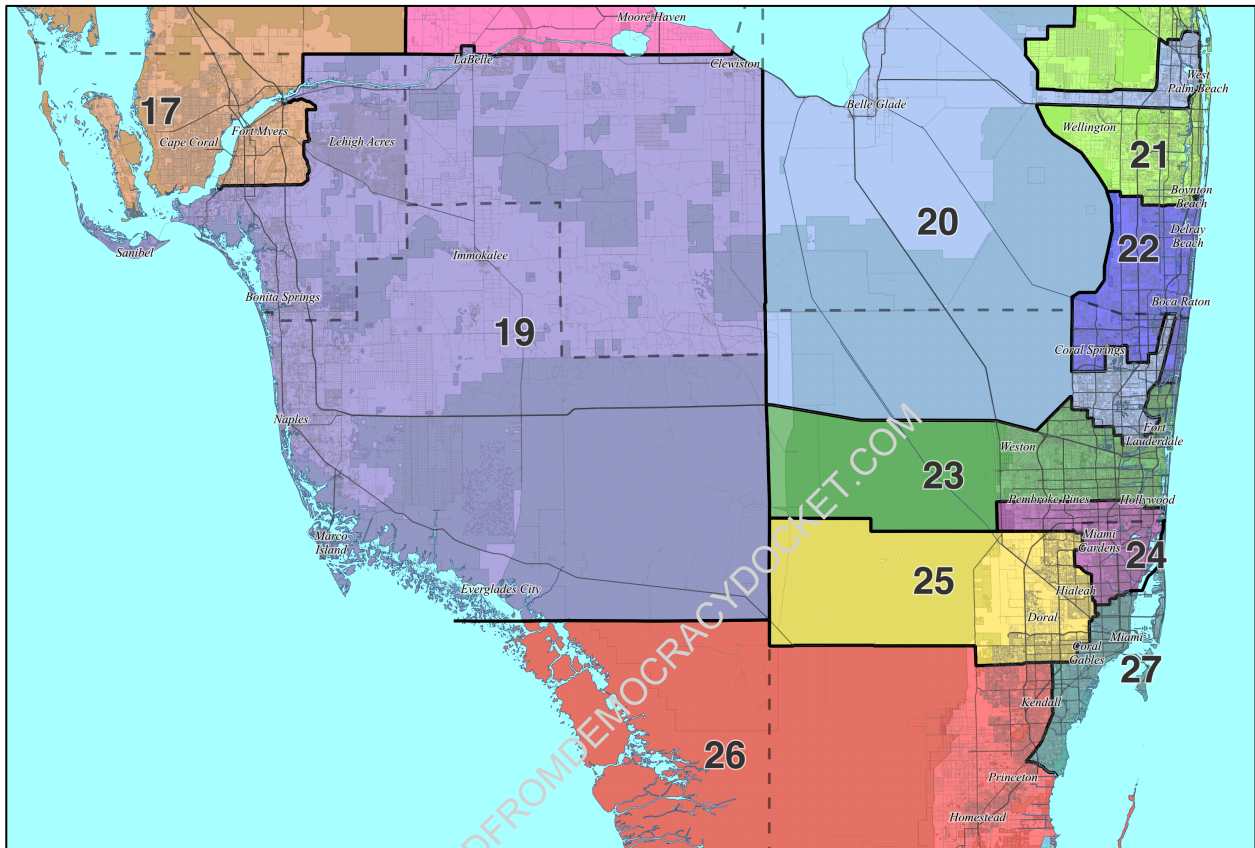 Moore Haven
LaBelle
Clewiston
West
Palm Beach
Belle Glade
17
Fort Myers
Cape Coral
Lehigh Acres
Wellington
21
Boynton
Beach
20
Delray
Beach
22
Sanibel
Immokalee
Bonita Springs
Boca Raton
19
Coral Springs
Naples
Fort
Lauderdale
Weston
23
Pembroke Pines
Hollywood
Marco
Island
Miami
Gardens
24
Everglades City
25
Hialeah
Doral
Miami
Coral
Gables
27
Kendall
26
Princeton
Homestead
DFROMDEMOCRACYDOCKET.COM